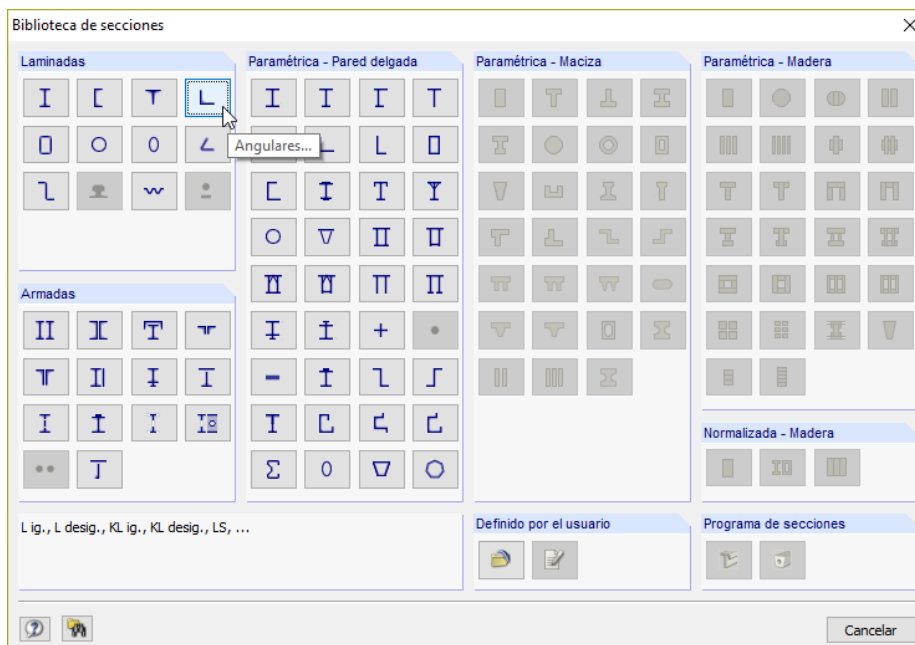 Biblioteca de secciones
Laminadas
Paramétrica - Pared delgada
Paramétrica - Maciza
Paramétrica - Madera
Angulares...
Armadas
Normalizada - Madera
L ig., L desig., KL ig., KL desig., LS, ...
Definido por el usuario
Programa de secciones
Cancelar